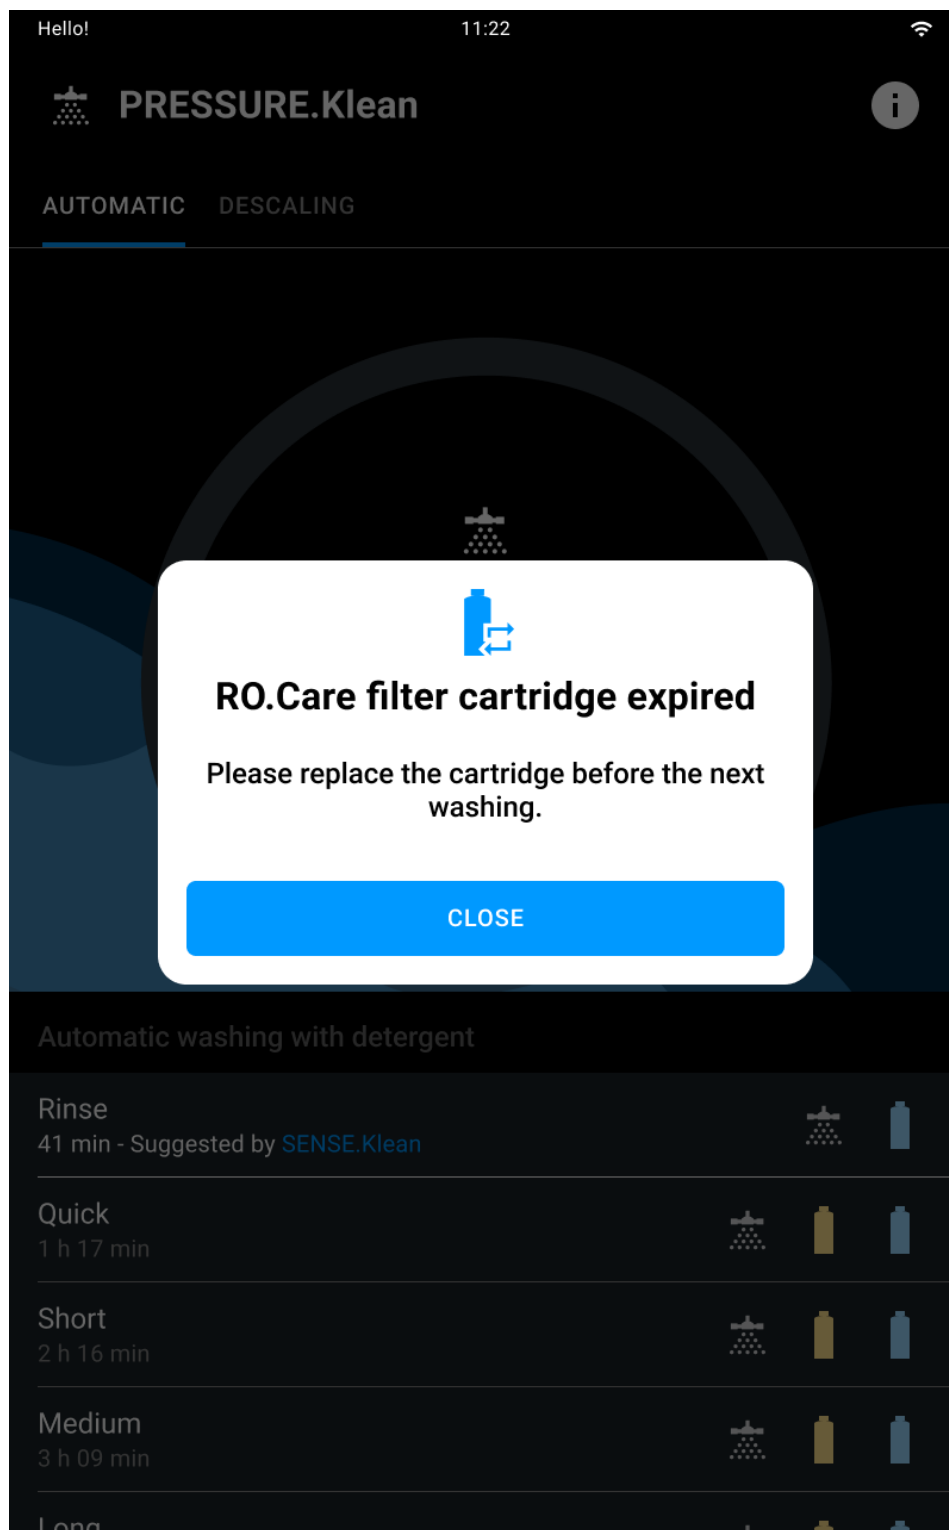 Hello!
11:22
PRESSURE.Klean
AUTOMATIC
DESCALING
RO.Care filter cartridge expired
Please replace the cartridge before the next
washing.
CLOSE
Automatic washing with detergent
Rinse
41 min - Suggested by SENSE.Klean
Quick
1 h 17 min
Short
2 h 16 min
Medium
3 h 09 min
Long